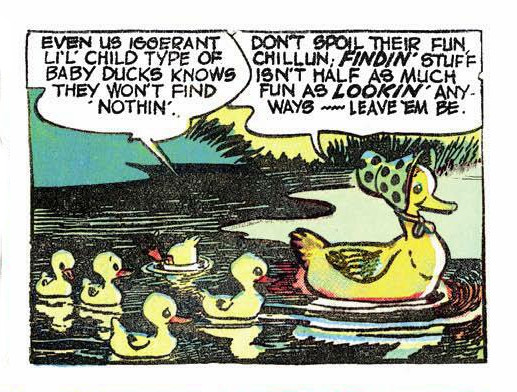 EVEN US IGGERANT
LI'L' CHILD TYPE OF
BABY DUCKS KNOWS
THEY WON'T FIND
'NOTHIN'.
DON'T SPOIL THEIR FUN,
CHILLUN; FINDIN' STUFF
ISN'T HALF AS MUCH
FUN AS LOOKIN' ANY-
WAYS ~~ LEAVE 'EM BE.